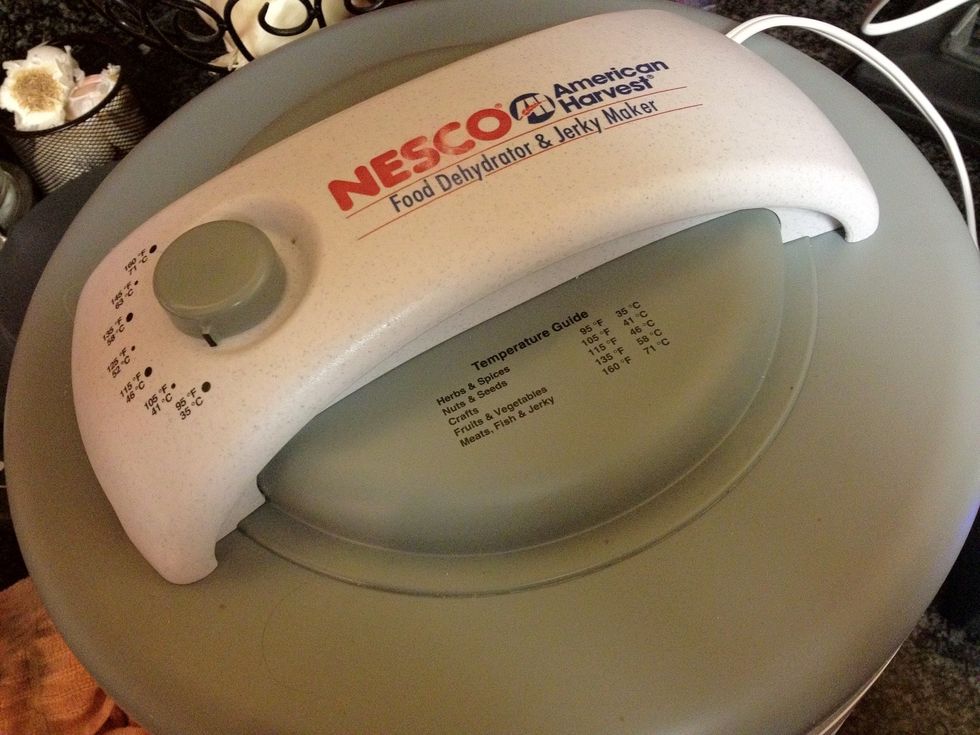 NESCO® American Harvest®
Food Dehydrator & Jerky Maker
160 °F
71 °C
145 °F
63 °C
135 °F
58 °C
125 °F
52 °C
115 °F
46 °C
105 °F
41 °C
95 °F
35 °C
Temperature Guide
Herbs & Spices 95 °F 35 °C
Nuts & Seeds 105 °F 41 °C
Crafts 115 °F 46 °C
Fruits & Vegetables 135 °F 58 °C
Meats, Fish & Jerky 160 °F 71 °C